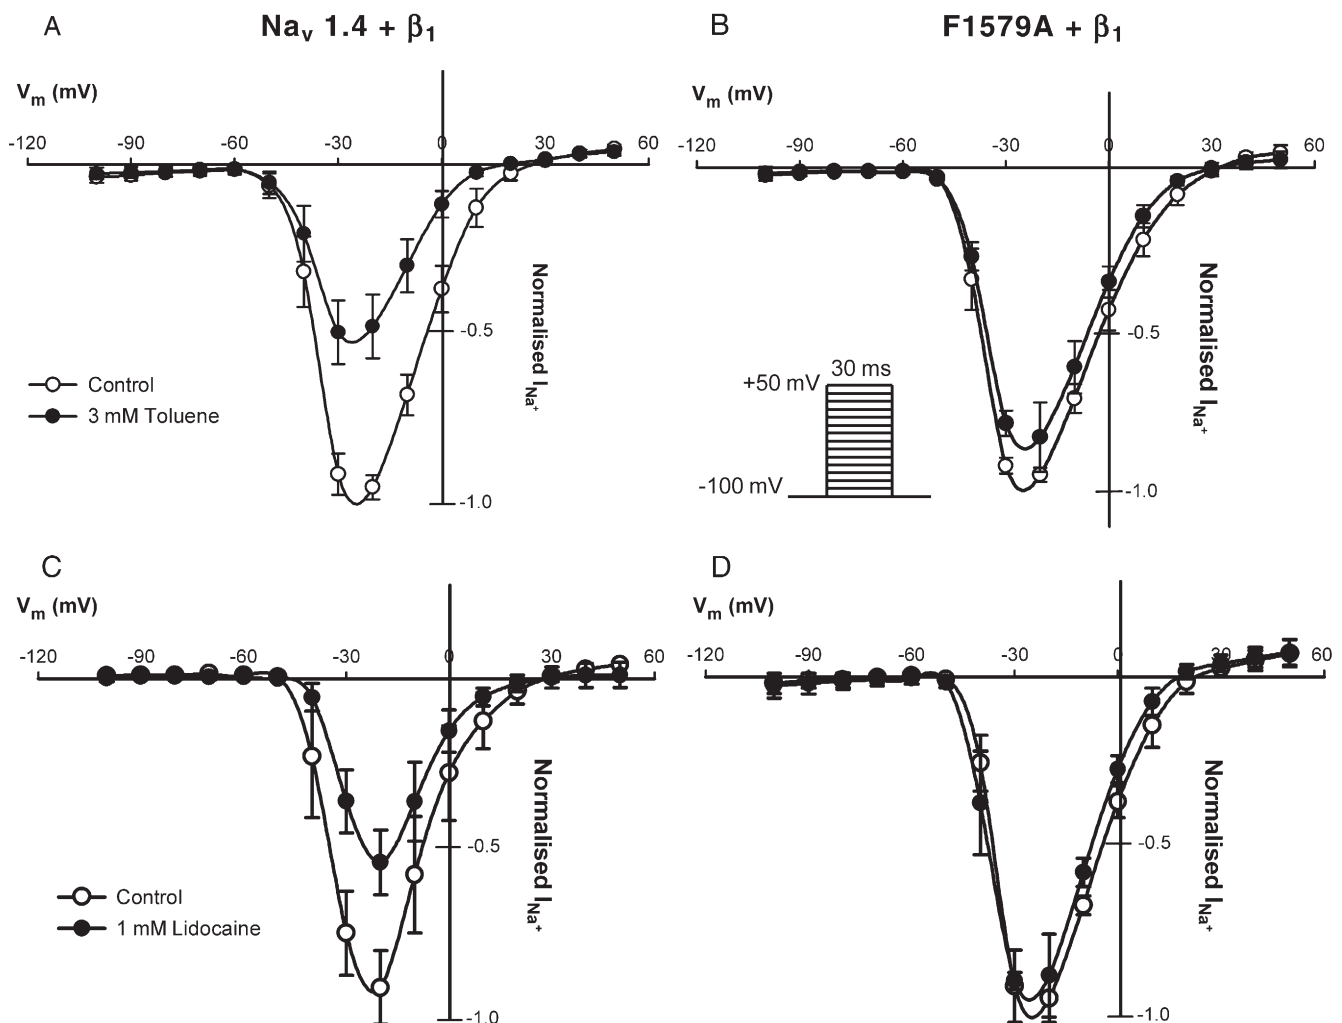 A
Nav 1.4 + β1
B
F1579A + β1
Vm (mV)
-120 -90 -60 -30 0 30 60
-0.5
-1.0
Normalised INa+
Control
3 mM Toluene
Vm (mV)
-120 -90 -60 -30 0 30 60
-0.5
-1.0
Normalised INa+
30 ms
+50 mV
-100 mV
C
Vm (mV)
-120 -90 -60 -30 0 30 60
-0.5
-1.0
Normalised INa+
Control
1 mM Lidocaine
D
Vm (mV)
-120 -90 -60 -30 0 30 60
-0.5
-1.0
Normalised INa+